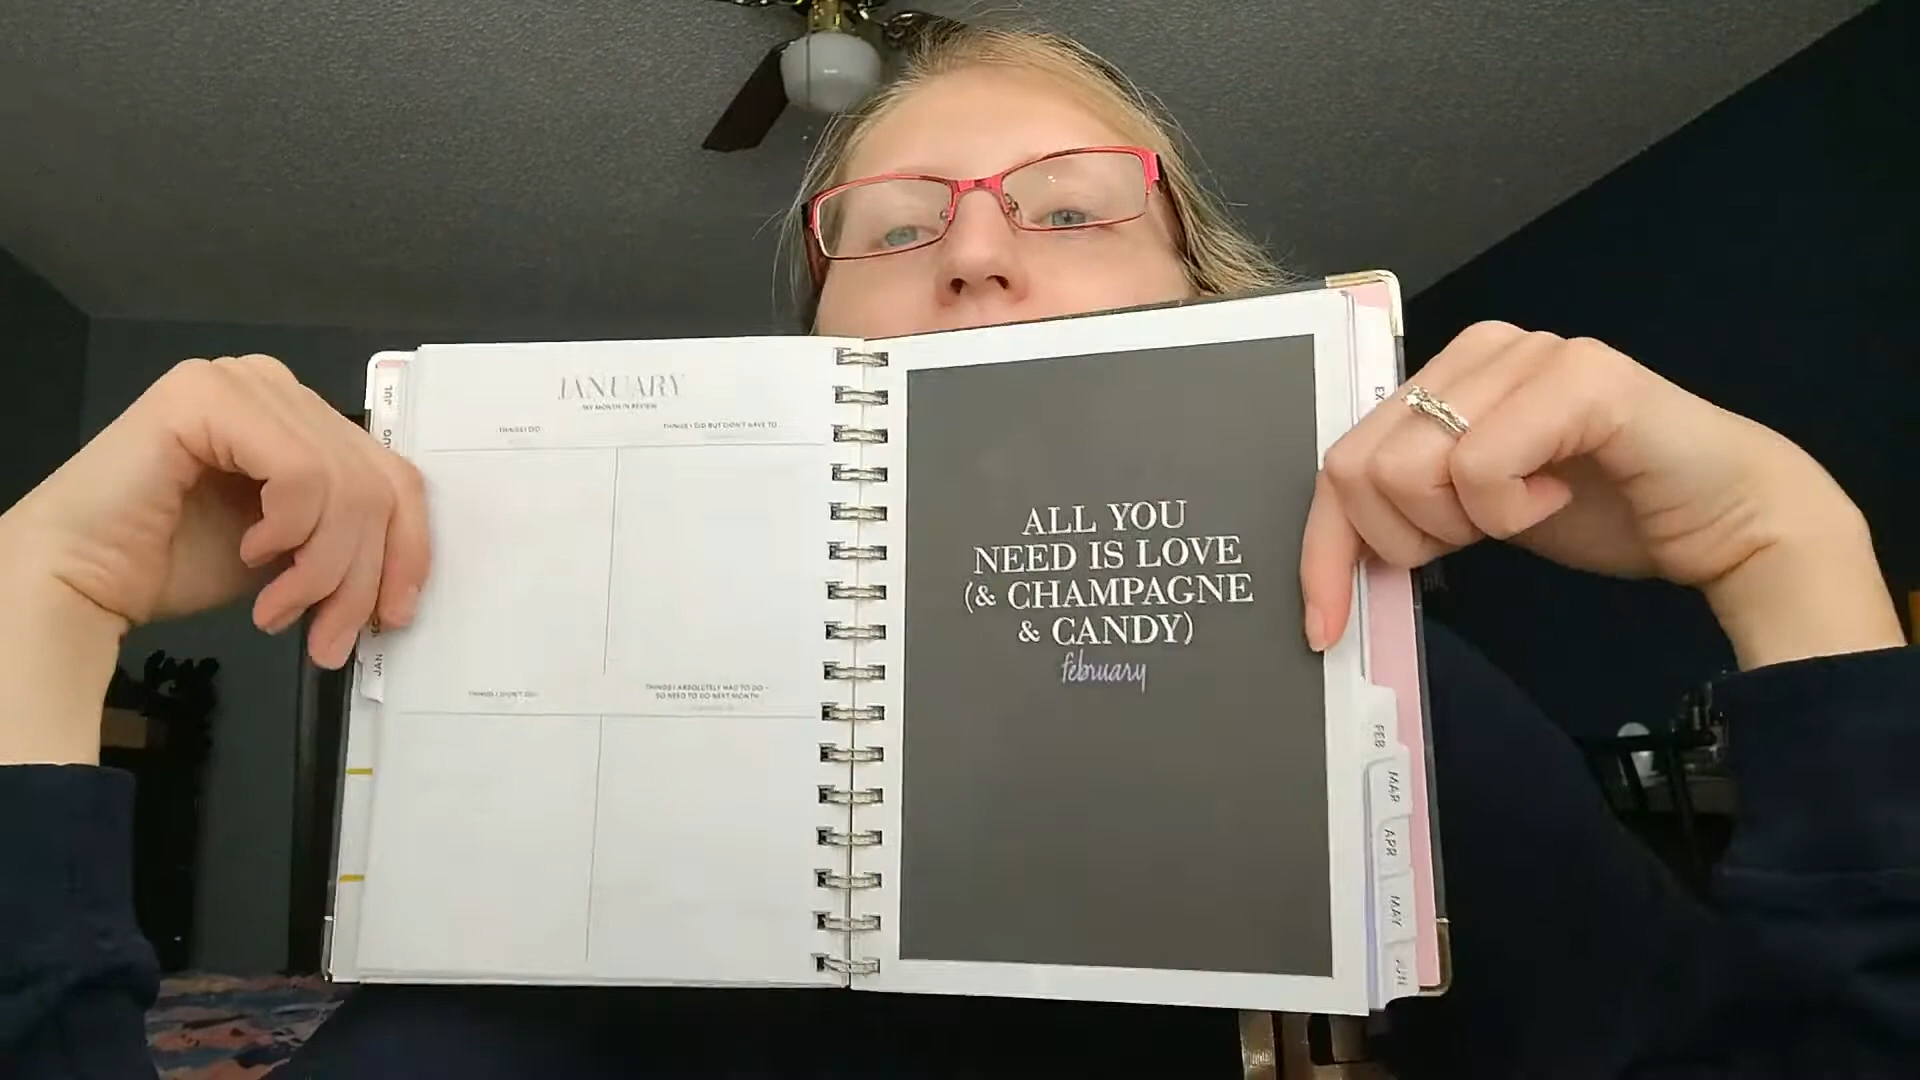 JANUARY
MY MONTH IN REVIEW
THINGS I DID
THINGS I DID BUT DIDN'T HAVE TO
THINGS I DIDN'T DO
THINGS I ABSOLUTELY HAD TO DO –
SO NEED TO DO NEXT MONTH
ALL YOU
NEED IS LOVE
(& CHAMPAGNE
& CANDY)
february
JUL
AUG
JAN
FEB
MAR
APR
MAY